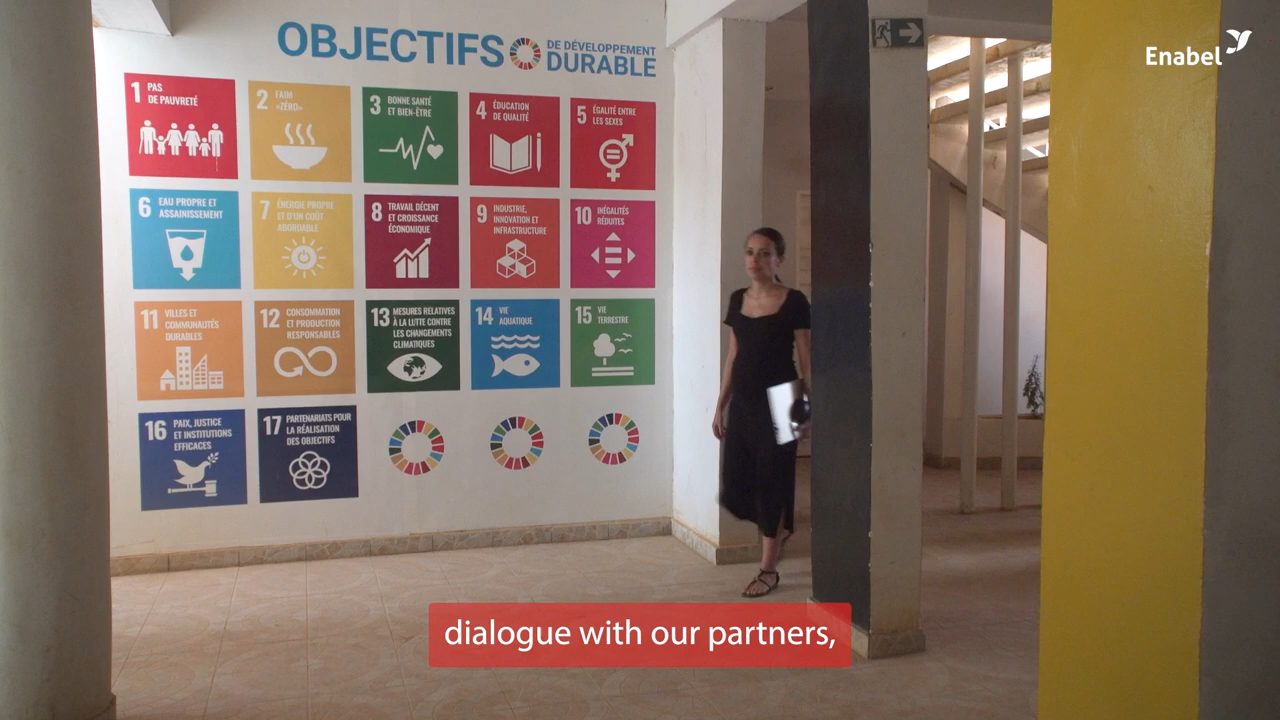 OBJECTIFS
DE DÉVELOPPEMENT
DURABLE
Enabel
1 PAS
DE PAUVRETÉ
2 FAIM
«ZÉRO»
3 BONNE SANTÉ
ET BIEN-ÊTRE
4 ÉDUCATION
DE QUALITÉ
5 ÉGALITÉ ENTRE
LES SEXES
6 EAU PROPRE ET
ASSAINISSEMENT
7 ÉNERGIE PROPRE
ET D'UN COÛT
ABORDABLE
8 TRAVAIL DÉCENT
ET CROISSANCE
ÉCONOMIQUE
9 INDUSTRIE,
INNOVATION ET
INFRASTRUCTURE
10 INÉGALITÉS
RÉDUITES
11 VILLES ET
COMMUNAUTÉS
DURABLES
12 CONSOMMATION
ET PRODUCTION
RESPONSABLES
13 MESURES RELATIVES
À LA LUTTE CONTRE
LES CHANGEMENTS
CLIMATIQUES
14 VIE
AQUATIQUE
15 VIE
TERRESTRE
16 PAIX, JUSTICE
ET INSTITUTIONS
EFFICACES
17 PARTENARIATS POUR
LA RÉALISATION
DES OBJECTIFS
dialogue with our partners,